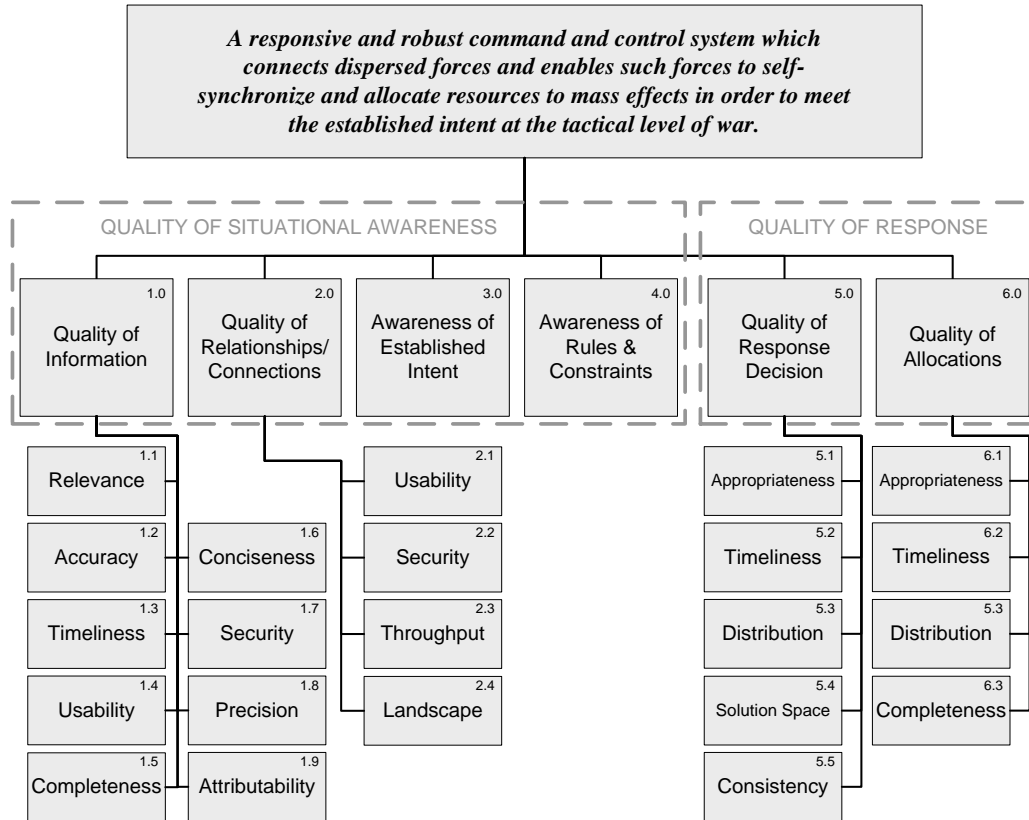 A responsive and robust command and control system which
connects dispersed forces and enables such forces to self-
synchronize and allocate resources to mass effects in order to meet
the established intent at the tactical level of war.
QUALITY OF SITUATIONAL AWARENESS
QUALITY OF RESPONSE
1.0
Quality of
Information
2.0
Quality of
Relationships/
Connections
3.0
Awareness of
Established
Intent
4.0
Awareness of
Rules &
Constraints
5.0
Quality of
Response
Decision
6.0
Quality of
Allocations
1.1
Relevance
1.2
Accuracy
1.3
Timeliness
1.4
Usability
1.5
Completeness
1.6
Conciseness
1.7
Security
1.8
Precision
1.9
Attributability
2.1
Usability
2.2
Security
2.3
Throughput
2.4
Landscape
5.1
Appropriateness
5.2
Timeliness
5.3
Distribution
5.4
Solution Space
5.5
Consistency
6.1
Appropriateness
6.2
Timeliness
5.3
Distribution
6.3
Completeness